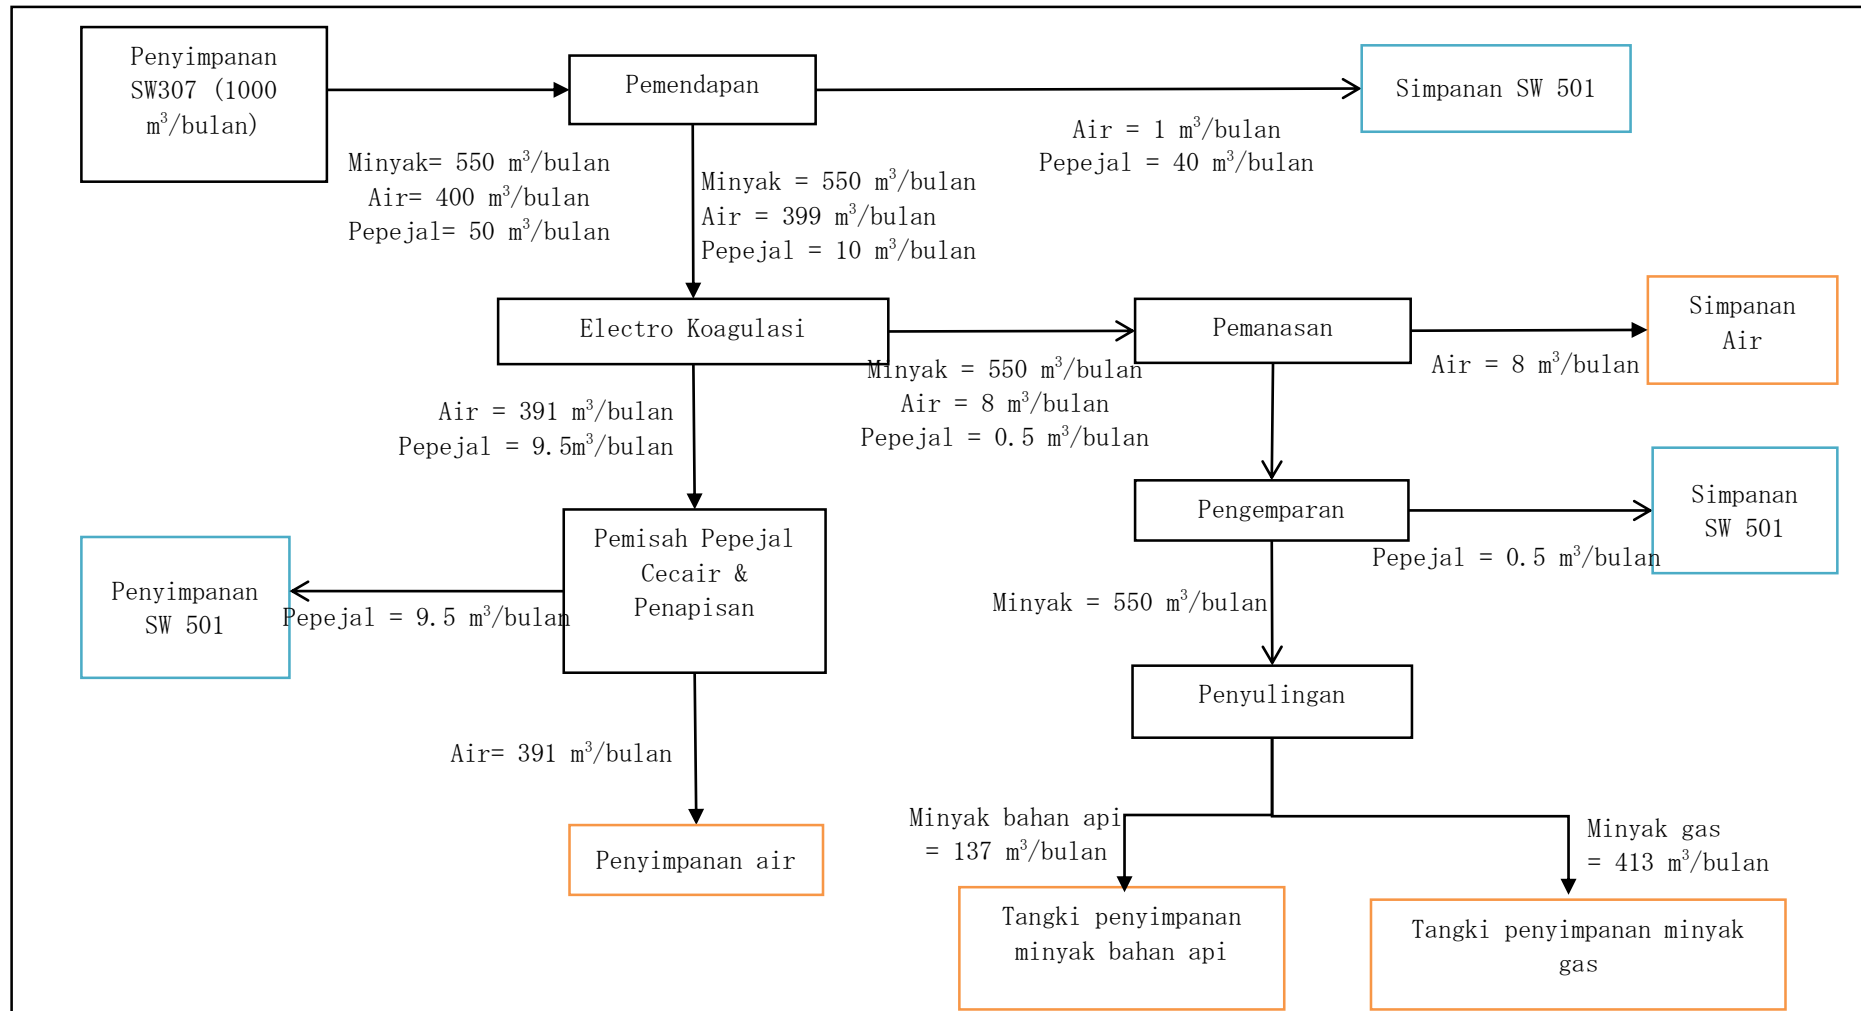 Penyimpanan
SW307 (1000
m³/bulan)
Pemendapan
Simpanan SW 501
Minyak= 550 m³/bulan
Air= 400 m³/bulan
Pepejal= 50 m³/bulan
Air = 1 m³/bulan
Pepejal = 40 m³/bulan
Minyak = 550 m³/bulan
Air = 399 m³/bulan
Pepejal = 10 m³/bulan
Electro Koagulasi
Pemanasan
Simpanan
Air
Minyak = 550 m³/bulan
Air = 8 m³/bulan
Pepejal = 0.5 m³/bulan
Air = 8 m³/bulan
Air = 391 m³/bulan
Pepejal = 9.5m³/bulan
Pengemparan
Simpanan
SW 501
Pepejal = 0.5 m³/bulan
Pemisah Pepejal
Cecair &
Penapisan
Penyimpanan
SW 501
Pepejal = 9.5 m³/bulan
Minyak = 550 m³/bulan
Penyulingan
Air= 391 m³/bulan
Penyimpanan air
Minyak bahan api
= 137 m³/bulan
Minyak gas
= 413 m³/bulan
Tangki penyimpanan
minyak bahan api
Tangki penyimpanan minyak
gas